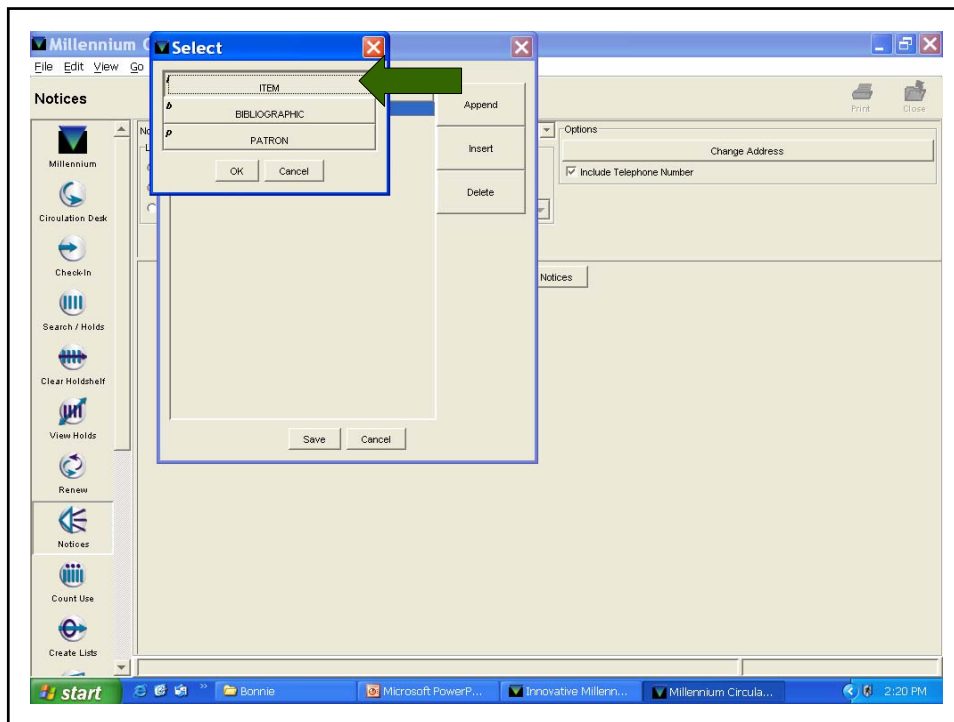 Millennium C
Select
File Edit View Go
Notices
Print
Close
i
ITEM
b
BIBLIOGRAPHIC
p
PATRON
OK
Cancel
Append
Insert
Delete
Options
Change Address
Include Telephone Number
Notices
Save
Cancel
Millennium
Circulation Desk
Check-In
Search / Holds
Clear Holdshelf
View Holds
Renew
Notices
Count Use
Create Lists
start
Bonnie
Microsoft PowerP...
Innovative Millenn...
Millennium Circula...
2:20 PM